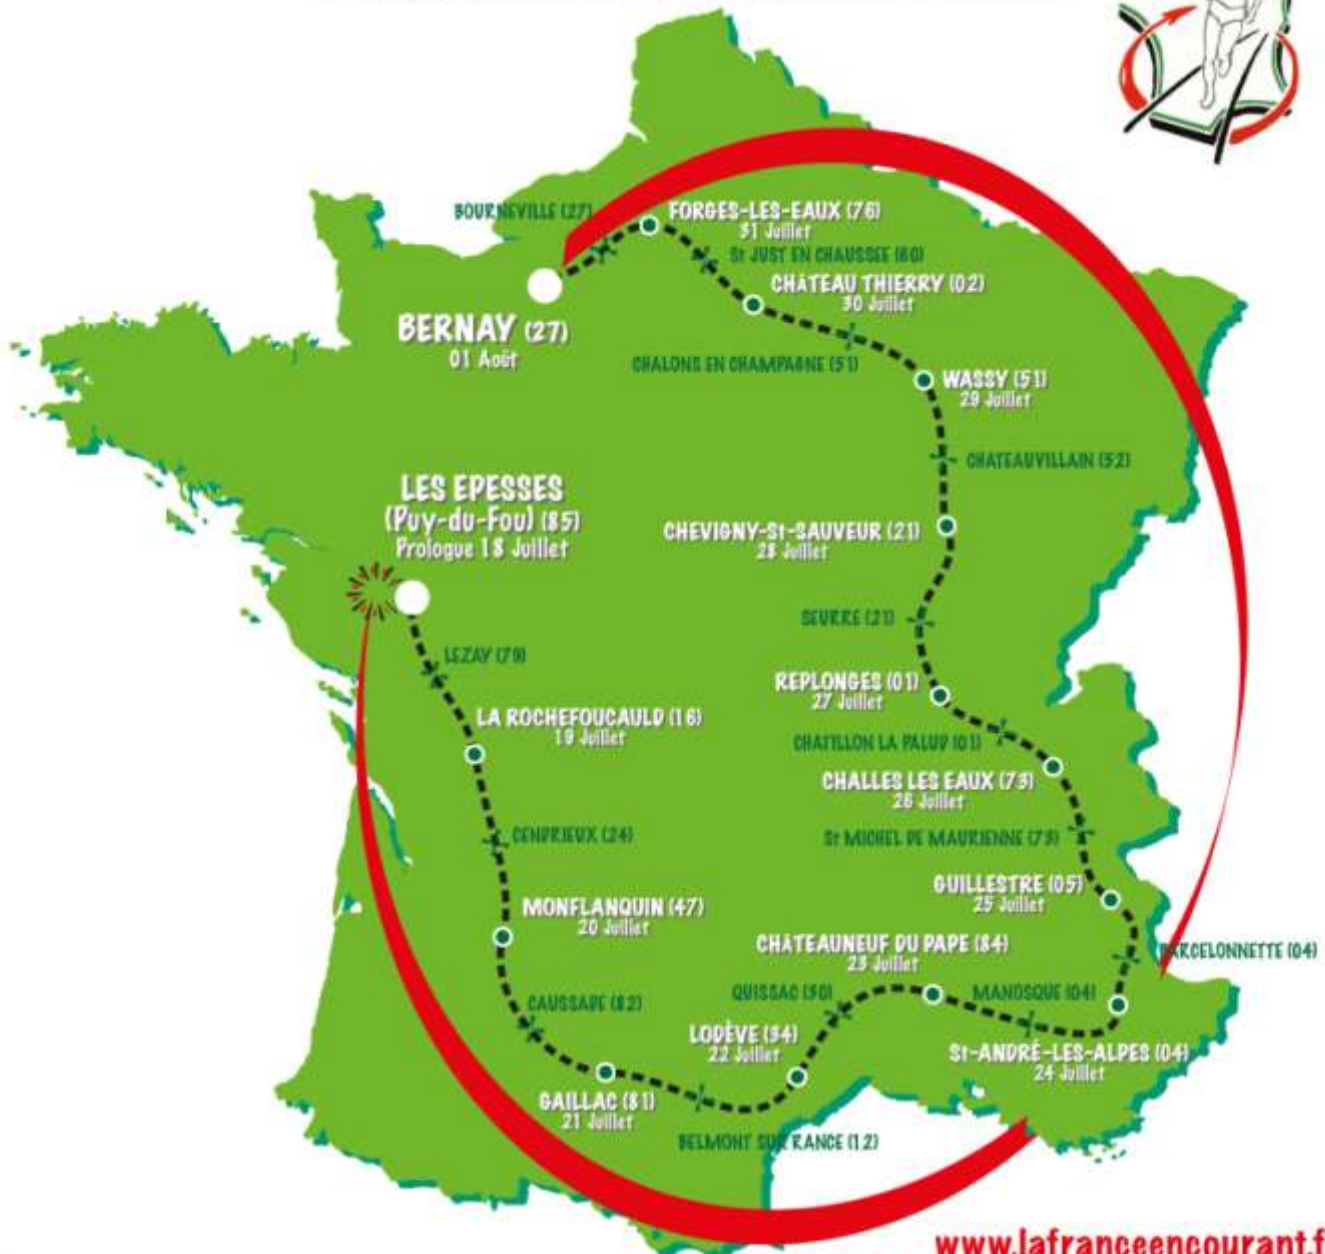 BOURNEVILLE (27)
FORGES-LES-EAUX (76)
31 Juillet
St JUST EN CHAUSSEE (60)
CHÂTEAU THIERRY (02)
30 Juillet
BERNAY (27)
01 Août
CHALONS EN CHAMPAGNE (51)
WASSY (51)
29 Juillet
CHATEAUVILLAIN (52)
LES EPESSES
(Puy-du-Fou) (85)
Prologue 18 Juillet
CHEVIGNY-St-SAUVEUR (21)
28 Juillet
SEURRE (21)
LEZAY (79)
REPLONGES (01)
27 Juillet
LA ROCHEFOUCAULD (16)
19 Juillet
CHATILLON LA PALUD (01)
CHALLES LES EAUX (73)
26 Juillet
CENDRIEUX (24)
St MICHEL DE MAURIENNE (73)
GUILLESTRE (05)
25 Juillet
MONFLANQUIN (47)
20 Juillet
CHÂTEAUNEUF DU PAPE (84)
23 Juillet
BARCELONNETTE (04)
QUISSAC (30)
MANOSQUE (04)
CAUSSADE (82)
LODÈVE (34)
22 Juillet
St-ANDRÉ-LES-ALPES (04)
24 Juillet
GAILLAC (81)
21 Juillet
BELMONT SUR RANCE (12)
www.lafranceencourant.f